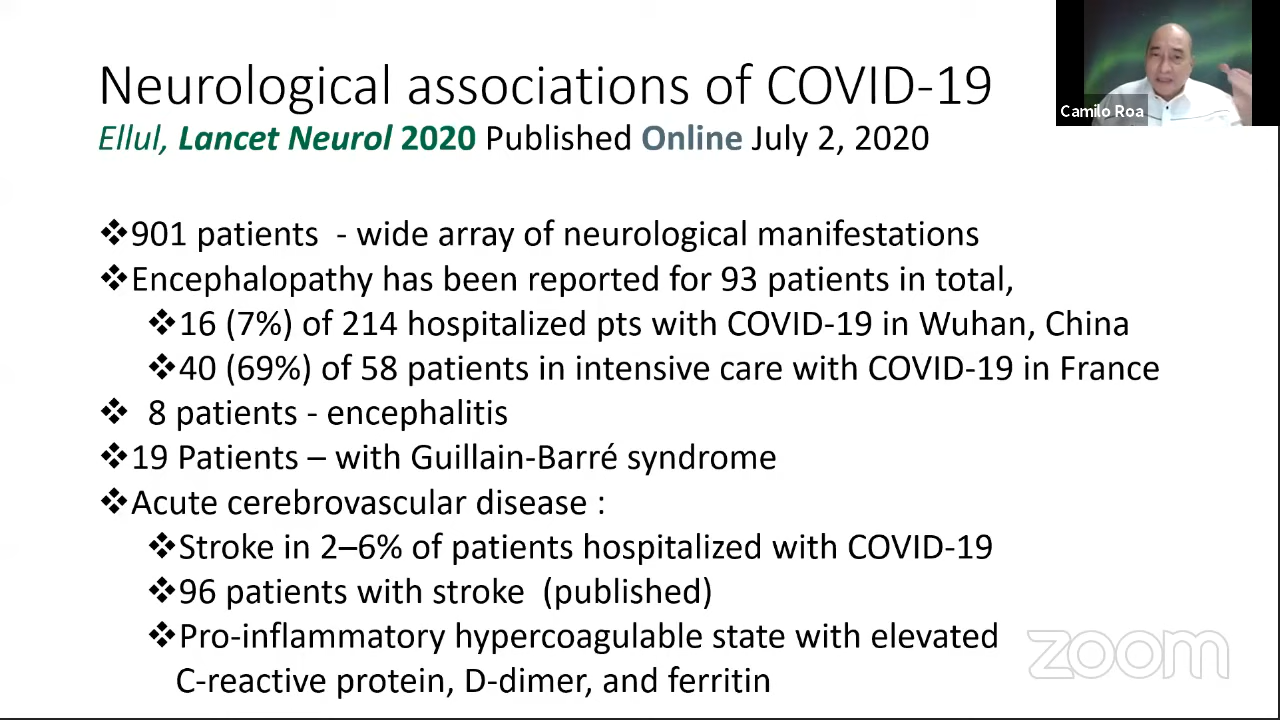 Neurological associations of COVID-19
Ellul, Lancet Neurol 2020 Published Online July 2, 2020
Camilo Roa
❖901 patients - wide array of neurological manifestations
❖Encephalopathy has been reported for 93 patients in total,
❖16 (7%) of 214 hospitalized pts with COVID-19 in Wuhan, China
❖40 (69%) of 58 patients in intensive care with COVID-19 in France
❖ 8 patients - encephalitis
❖19 Patients – with Guillain-Barré syndrome
❖Acute cerebrovascular disease :
❖Stroke in 2–6% of patients hospitalized with COVID-19
❖96 patients with stroke (published)
❖Pro-inflammatory hypercoagulable state with elevated
C-reactive protein, D-dimer, and ferritin
zoom